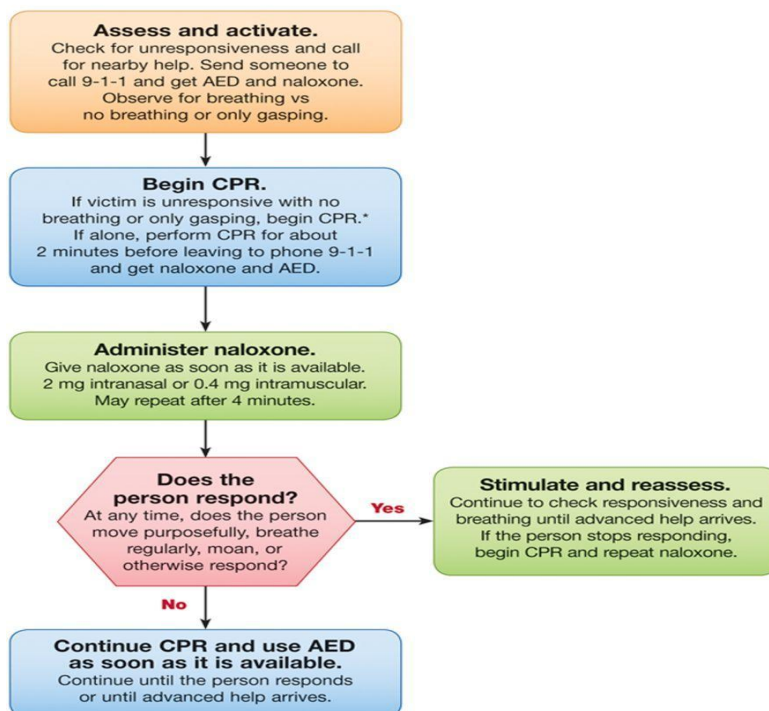 Assess and activate.
Check for unresponsiveness and call
for nearby help. Send someone to
call 9-1-1 and get AED and naloxone.
Observe for breathing vs
no breathing or only gasping.
Begin CPR.
If victim is unresponsive with no
breathing or only gasping, begin CPR.*
If alone, perform CPR for about
2 minutes before leaving to phone 9-1-1
and get naloxone and AED.
Administer naloxone.
Give naloxone as soon as it is available.
2 mg intranasal or 0.4 mg intramuscular.
May repeat after 4 minutes.
Does the
person respond?
At any time, does the person
move purposefully, breathe
regularly, moan, or
otherwise respond?
Yes
Stimulate and reassess.
Continue to check responsiveness and
breathing until advanced help arrives.
If the person stops responding,
begin CPR and repeat naloxone.
No
Continue CPR and use AED
as soon as it is available.
Continue until the person responds
or until advanced help arrives.